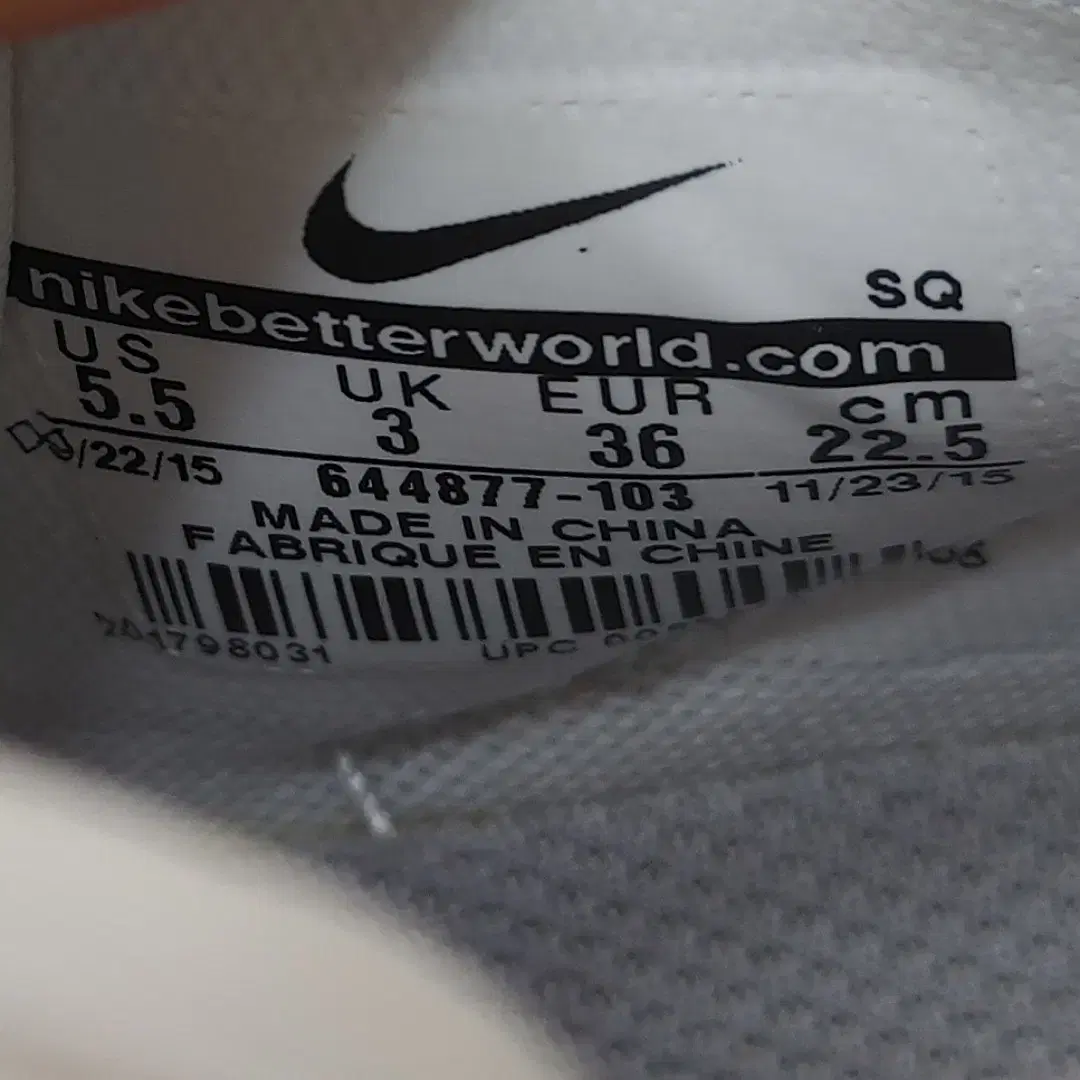 SQ
nikebetterworld.com
US UK EUR cm
5.5 3 36 22.5
/22/15 644877-103 11/23/15
MADE IN CHINA
FABRIQUE EN CHINE
UPC